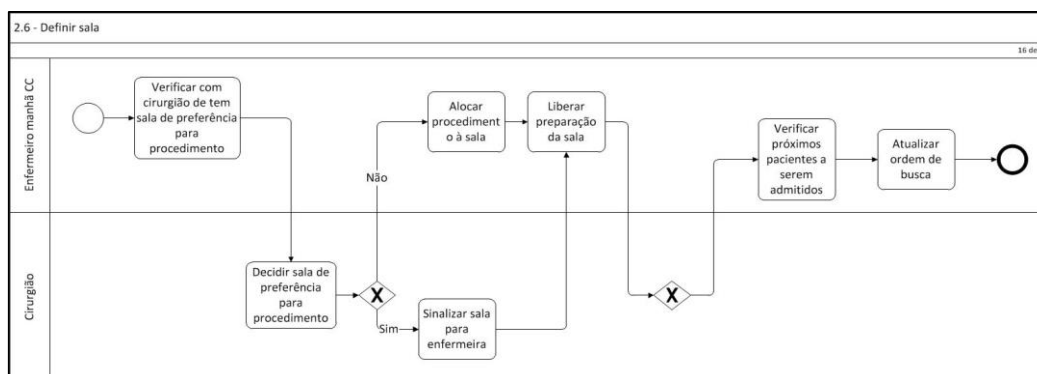 2.6 - Definir sala
16 de
Enfermeiro manhã CC
Verificar com
cirurgião de tem
sala de preferência
para
procedimento
Alocar
procediment
o à sala
Liberar
preparação
da sala
Verificar
próximos
pacientes a
serem
admitidos
Atualizar
ordem de
busca
Não
Cirurgião
Decidir sala de
preferência
para
procedimento
X
Sim
Sinalizar sala
para
enfermeira
X